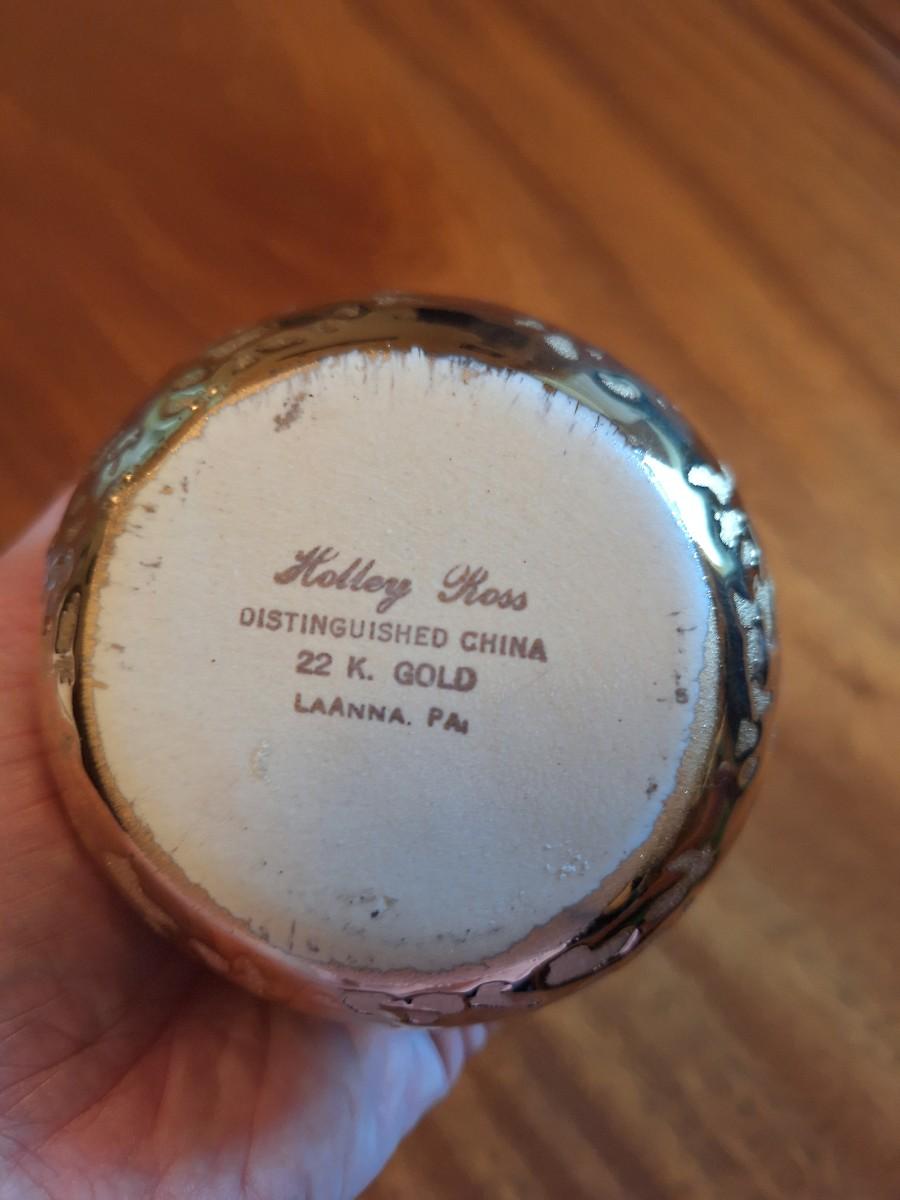 Holley Ross
DISTINGUISHED CHINA
22 K. GOLD
LAANNA. PA.